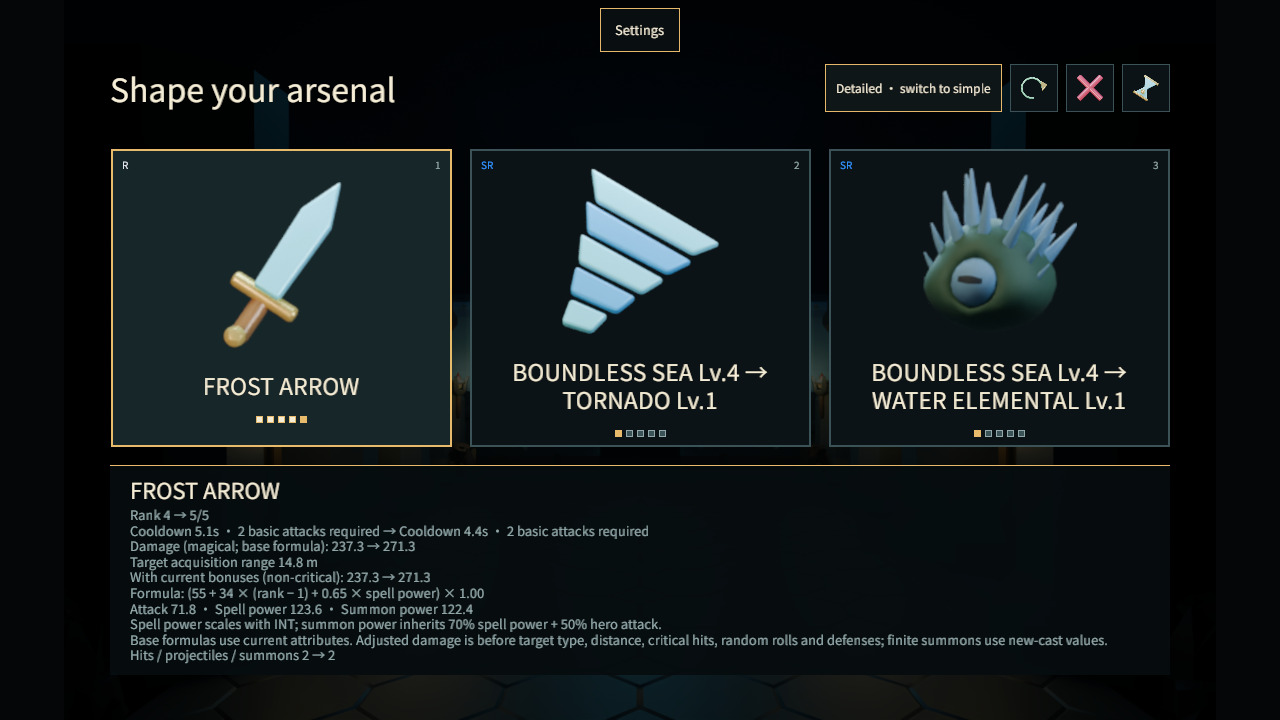 Settings
Shape your arsenal
Detailed • switch to simple
R
1
FROST ARROW
SR
2
BOUNDLESS SEA Lv.4 →
TORNADO Lv.1
SR
3
BOUNDLESS SEA Lv.4 →
WATER ELEMENTAL Lv.1
FROST ARROW
Rank 4 → 5/5
Cooldown 5.1s • 2 basic attacks required → Cooldown 4.4s • 2 basic attacks required
Damage (magical; base formula): 237.3 → 271.3
Target acquisition range 14.8 m
With current bonuses (non-critical): 237.3 → 271.3
Formula: (55 + 34 × (rank − 1) + 0.65 × spell power) × 1.00
Attack 71.8 • Spell power 123.6 • Summon power 122.4
Spell power scales with INT; summon power inherits 70% spell power + 50% hero attack.
Base formulas use current attributes. Adjusted damage is before target type, distance, critical hits, random rolls and defenses; finite summons use new-cast values.
Hits / projectiles / summons 2 → 2